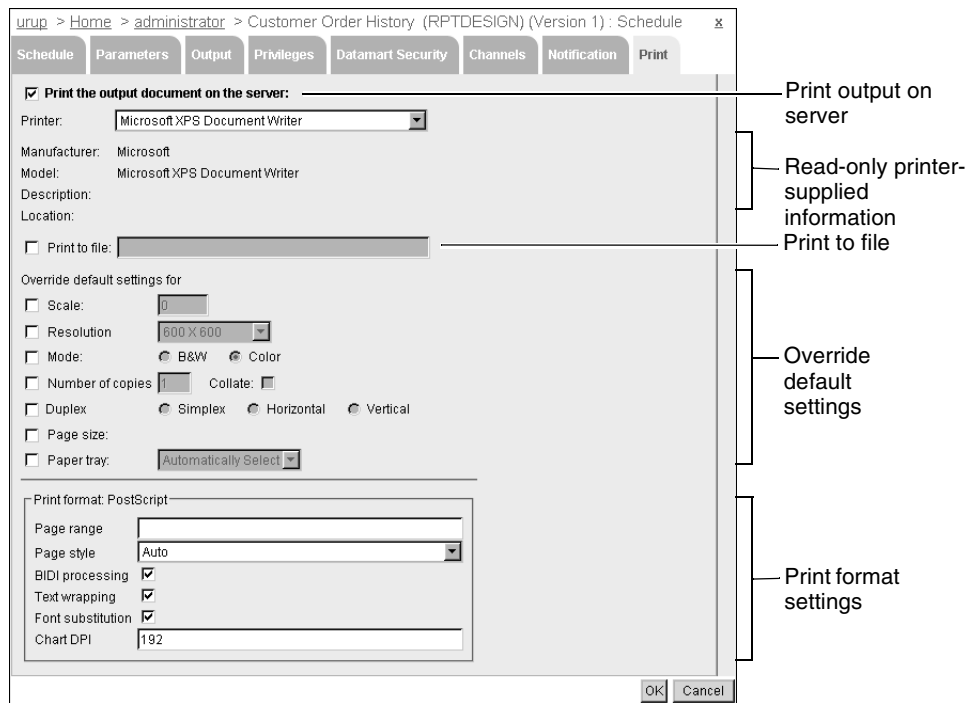 urup > Home > administrator > Customer Order History (RPTDESIGN) (Version 1) : Schedule x
Schedule Parameters Output Privileges Datamart Security Channels Notification Print
Print the output document on the server:
Printer: Microsoft XPS Document Writer
Manufacturer: Microsoft
Model: Microsoft XPS Document Writer
Description:
Location:
Print to file:
Override default settings for
Scale: 0
Resolution 600 X 600
Mode: B&W Color
Number of copies 1 Collate:
Duplex Simplex Horizontal Vertical
Page size:
Paper tray: Automatically Select
Print format: PostScript
Page range
Page style Auto
BIDI processing
Text wrapping
Font substitution
Chart DPI 192
OK Cancel
Print output on
server
Read-only printer-
supplied
information
Print to file
Override
default
settings
Print format
settings